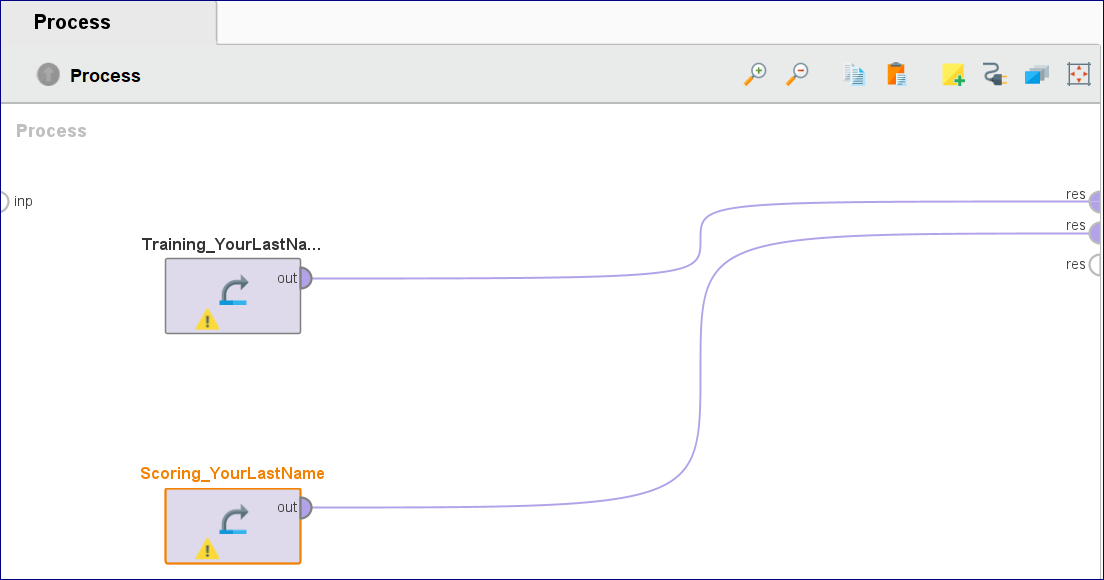 Process
Process
Process
inp
res
res
res
Training_YourLastNa...
out
Scoring_YourLastName
out